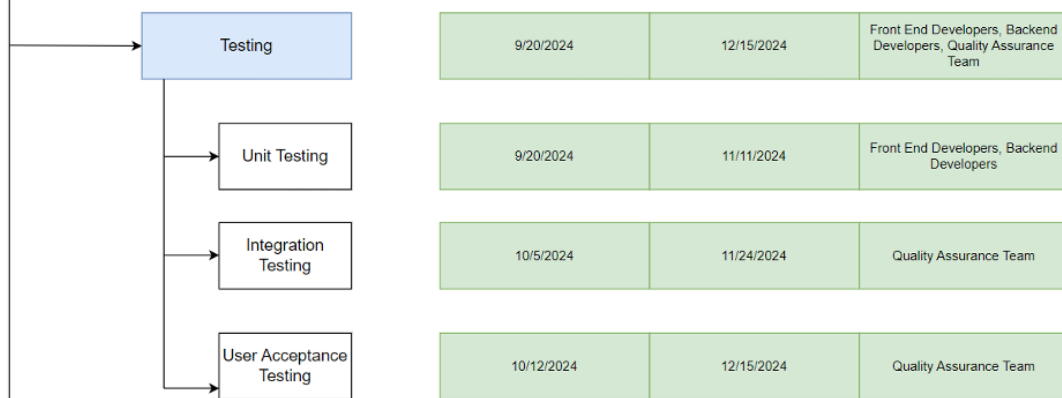 Testing
9/20/2024
12/15/2024
Front End Developers, Backend
Developers, Quality Assurance
Team
Unit Testing
9/20/2024
11/11/2024
Front End Developers, Backend
Developers
Integration
Testing
10/5/2024
11/24/2024
Quality Assurance Team
User Acceptance
Testing
10/12/2024
12/15/2024
Quality Assurance Team